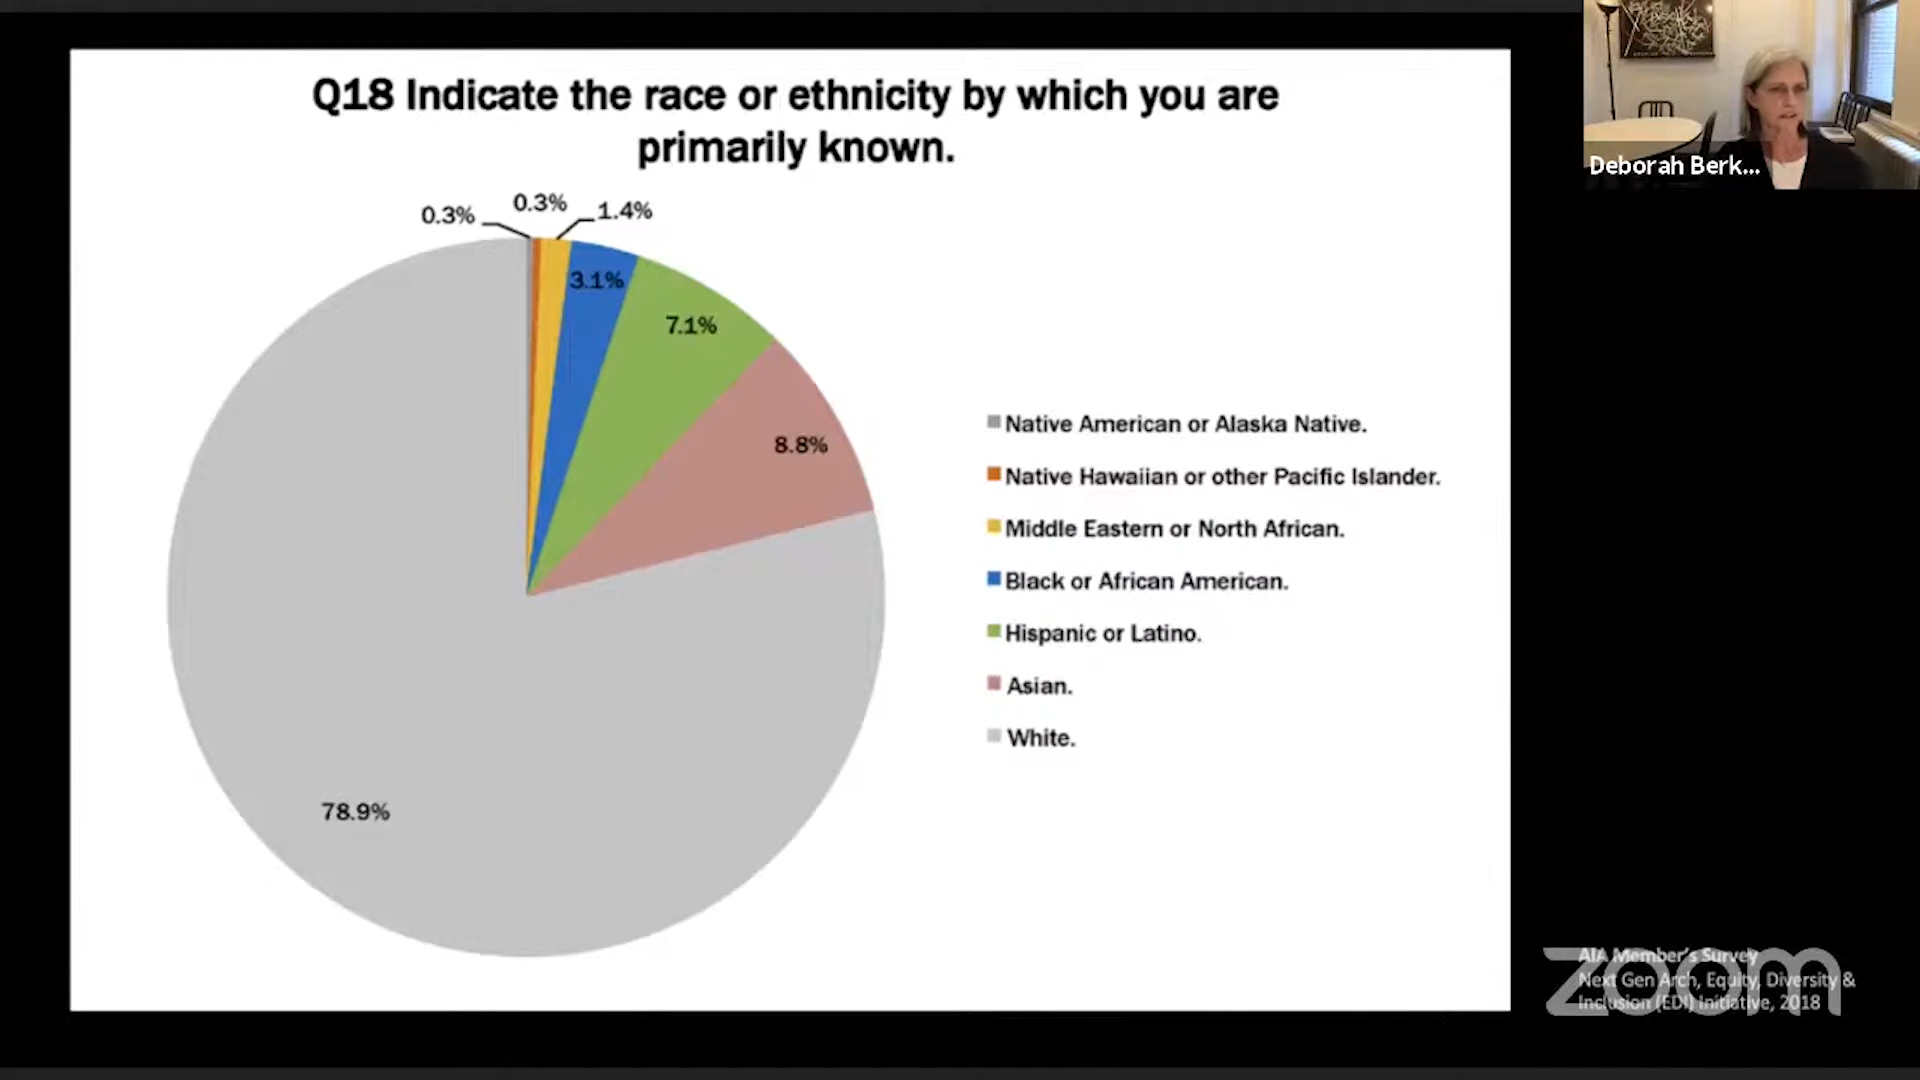 Q18 Indicate the race or ethnicity by which you are
primarily known.
0.3%
0.3%
1.4%
3.1%
7.1%
8.8%
78.9%
Native American or Alaska Native.
Native Hawaiian or other Pacific Islander.
Middle Eastern or North African.
Black or African American.
Hispanic or Latino.
Asian.
White.
Deborah Berk...
AIA Member's Survey
Next Gen Arch, Equity, Diversity &
Inclusion (EDI) Initiative, 2018
zoom